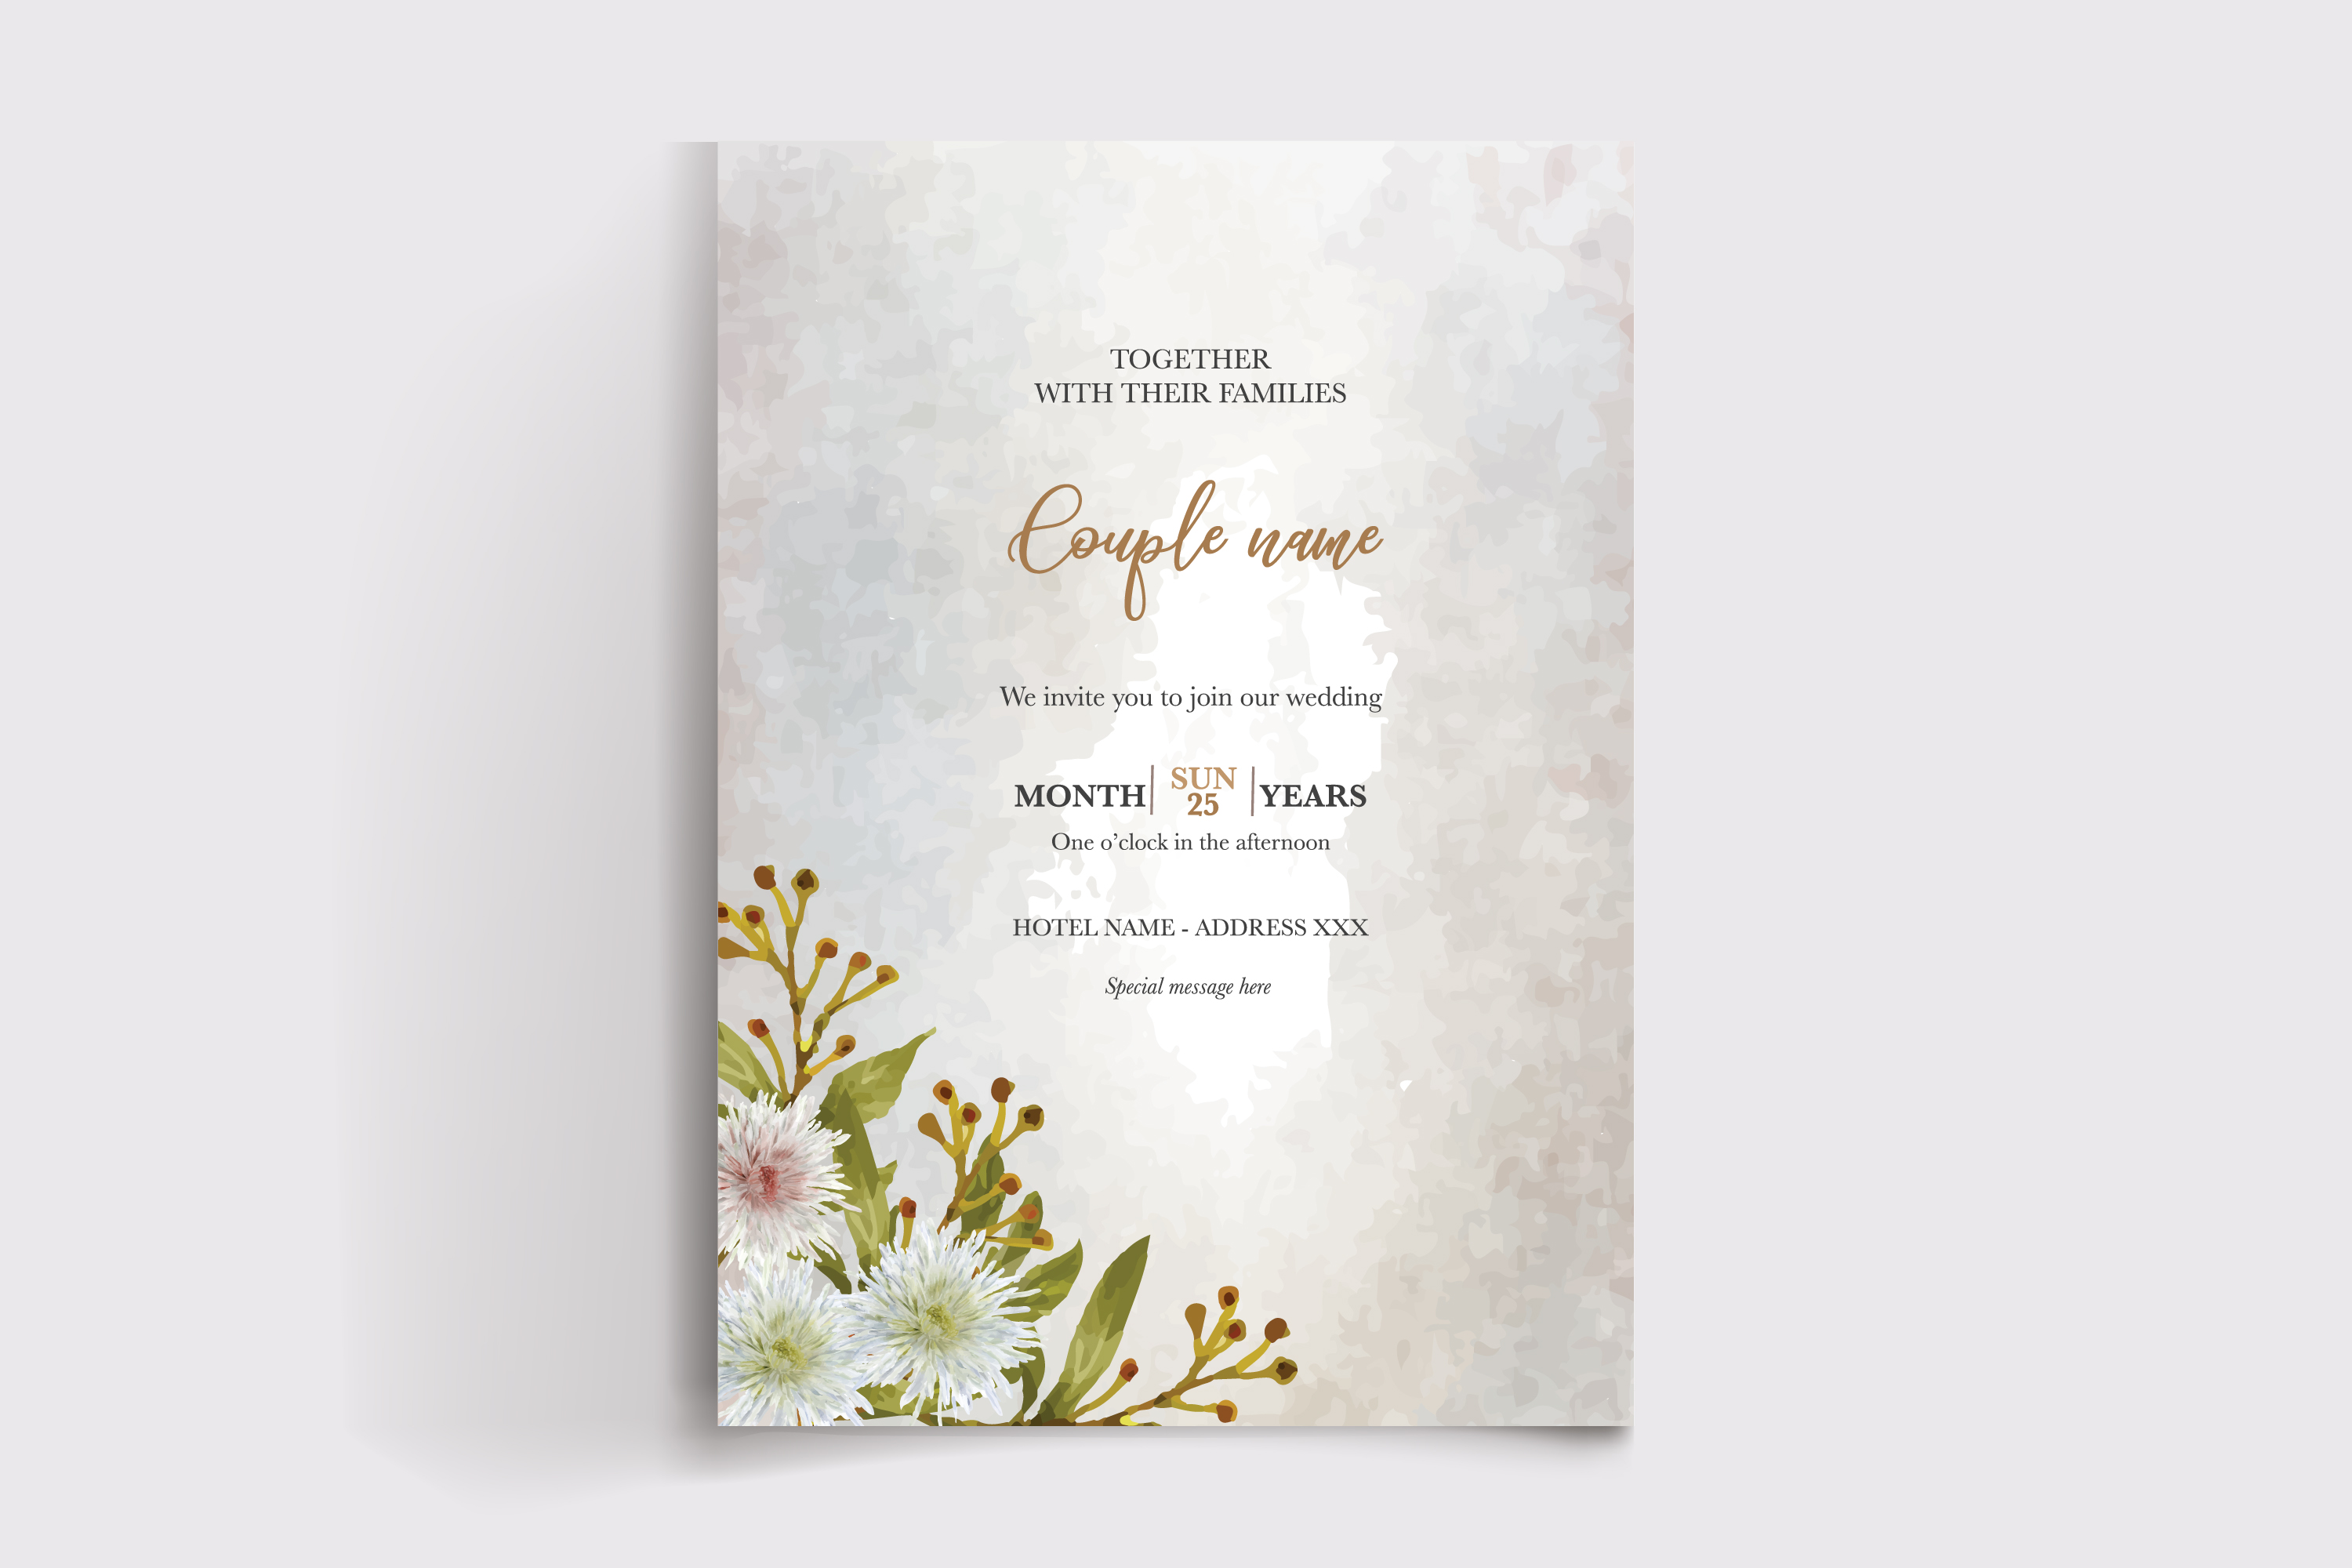 TOGETHER
WITH THEIR FAMILIES
Couple name
We invite you to join our wedding
MONTH SUN 25 YEARS
One o’clock in the afternoon
HOTEL NAME - ADDRESS XXX
Special message here